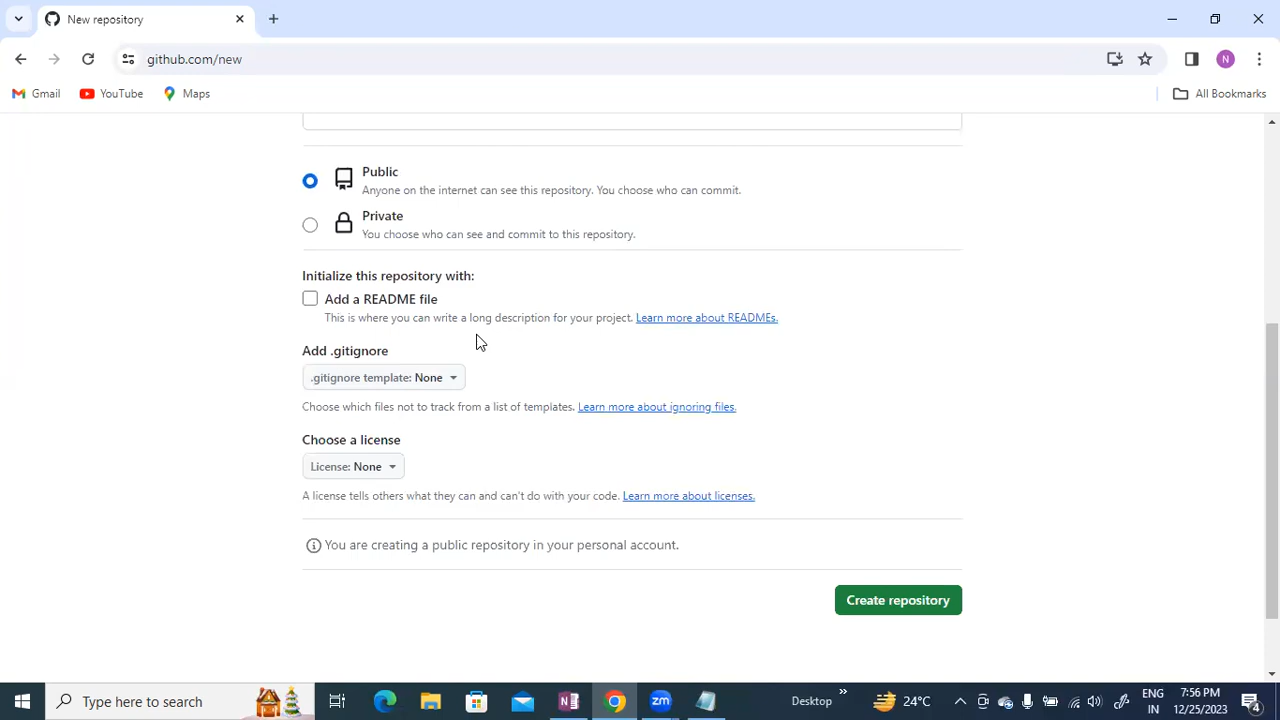 New repository
github.com/new
N
Gmail
YouTube
Maps
All Bookmarks
Public
Anyone on the internet can see this repository. You choose who can commit.
Private
You choose who can see and commit to this repository.
Initialize this repository with:
Add a README file
This is where you can write a long description for your project. Learn more about READMEs.
Add .gitignore
.gitignore template: None
Choose which files not to track from a list of templates. Learn more about ignoring files.
Choose a license
License: None
A license tells others what they can and can't do with your code. Learn more about licenses.
You are creating a public repository in your personal account.
Create repository
Type here to search
N
zm
Desktop
24°C
ENG
IN
7:56 PM
12/25/2023
4